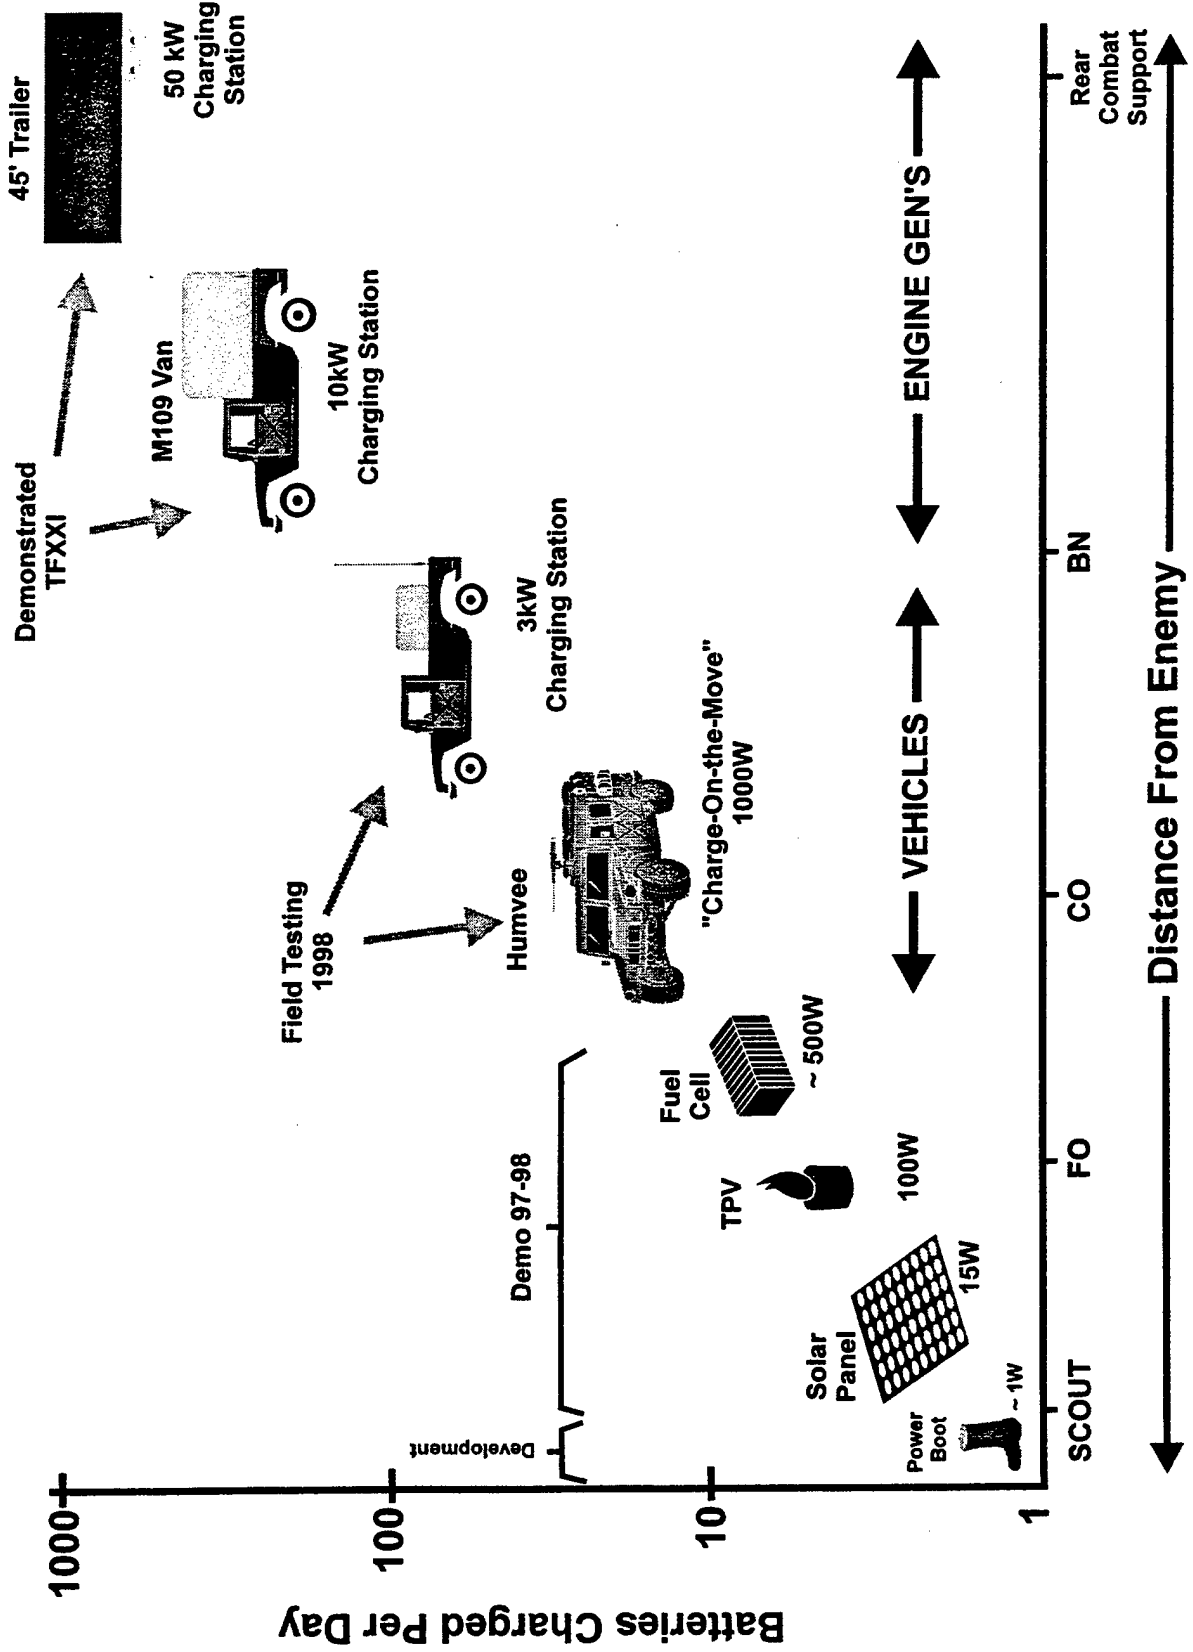 45' Trailer
50 kW
Charging
Station
Demonstrated
TFXXI
M109 Van
10kW
Charging Station
Field Testing
1998
3kW
Charging Station
Humvee
"Charge-On-the-Move"
1000W
Demo 97-98
Development
Fuel
Cell
~ 500W
TPV
100W
Solar
Panel
15W
Power
Boot
~ 1W
VEHICLES
ENGINE GEN'S
Batteries Charged Per Day
1000
100
10
1
SCOUT
FO
CO
BN
Rear
Combat
Support
Distance From Enemy